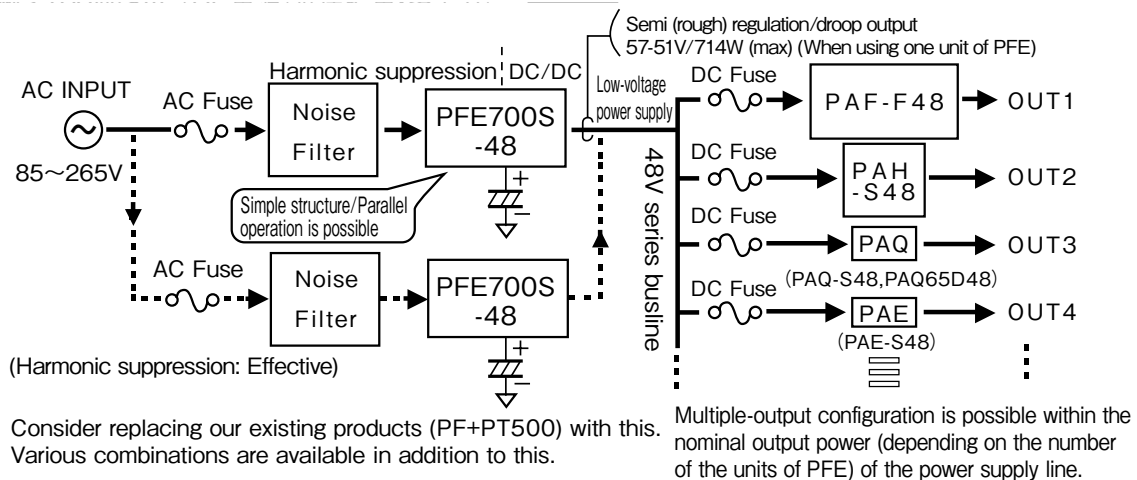 Semi (rough) regulation/droop output
57-51V/714W (max) (When using one unit of PFE)
Harmonic suppression DC/DC
AC INPUT
AC Fuse
Noise
Filter
PFE700S
-48
Low-voltage
power supply
DC Fuse
PAF-F48
OUT1
85~265V
+
−
Simple structure/Parallel
operation is possible
48V series busline
DC Fuse
PAH
-S48
OUT2
DC Fuse
PAQ
OUT3
(PAQ-S48,PAQ65D48)
AC Fuse
Noise
Filter
PFE700S
-48
DC Fuse
PAE
OUT4
(PAE-S48)
+
−
(Harmonic suppression: Effective)
Consider replacing our existing products (PF+PT500) with this.
Various combinations are available in addition to this.
Multiple-output configuration is possible within the
nominal output power (depending on the number
of the units of PFE) of the power supply line.